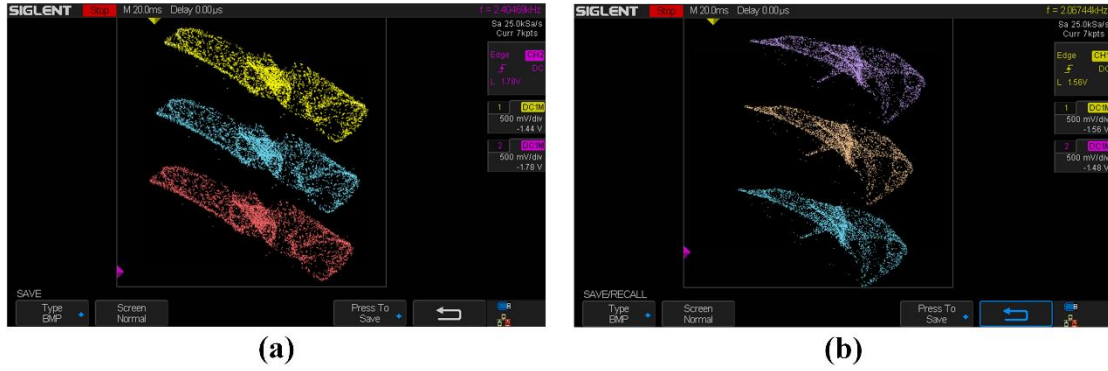 SIGLENT Stop M 20.0ms Delay 0.00µs f = 2.40469kHz
Sa 25.0kSa/s
Curr 7kpts
Edge CH2
DC
L 1.78V
1 DC1M
500 mV/div
-1.44 V
2 DC1M
500 mV/div
-1.78 V
SAVE
Type
BMP
Screen
Normal
Press To
Save
(a)
SIGLENT Stop M 20.0ms Delay 0.00µs f = 2.06744kHz
Sa 25.0kSa/s
Curr 7kpts
Edge CH1
DC
L 1.56V
1 DC1M
500 mV/div
-1.56 V
2 DC1M
500 mV/div
-1.48 V
SAVE/RECALL
Type
BMP
Screen
Normal
Press To
Save
(b)